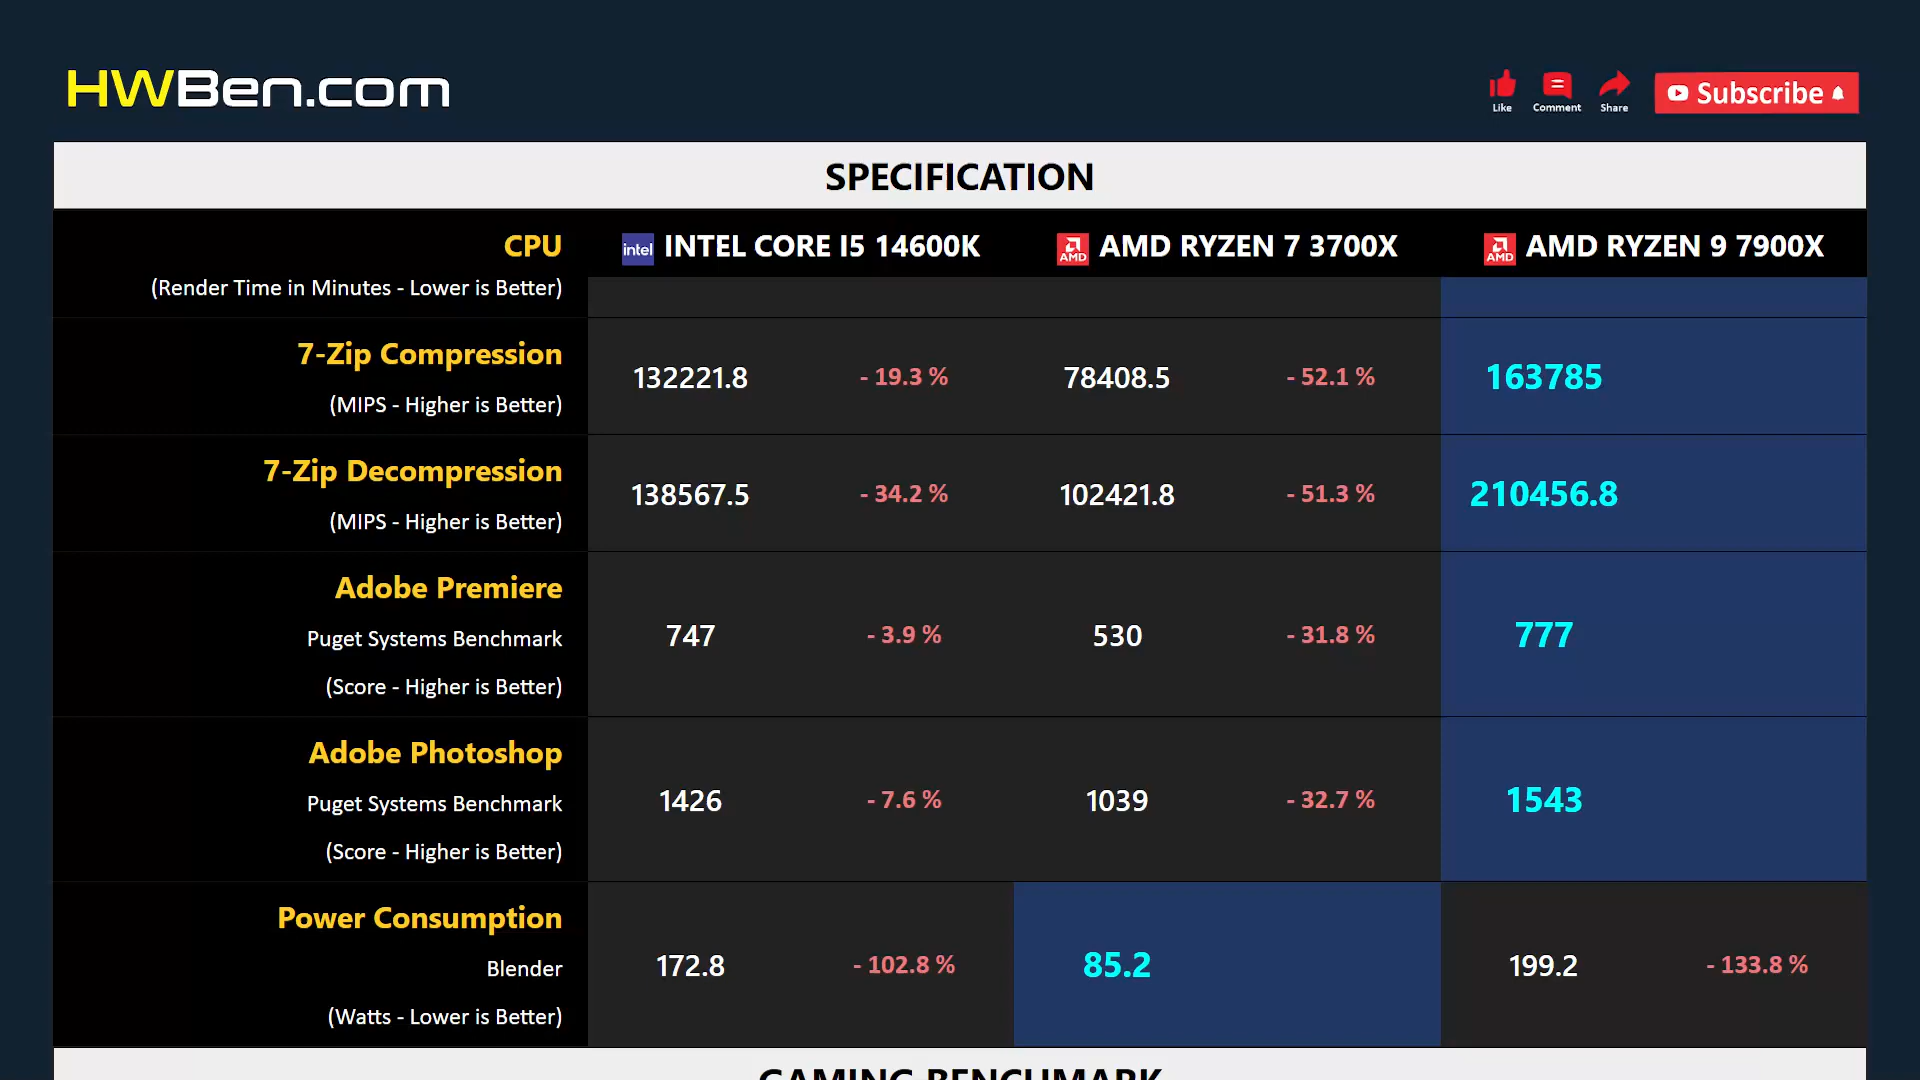 HWBen.com
Like
Comment
Share
Subscribe
SPECIFICATION
CPU
intel INTEL CORE I5 14600K
AMD AMD RYZEN 7 3700X
AMD AMD RYZEN 9 7900X
(Render Time in Minutes - Lower is Better)
7-Zip Compression
(MIPS - Higher is Better)
132221.8
- 19.3 %
78408.5
- 52.1 %
163785
7-Zip Decompression
(MIPS - Higher is Better)
138567.5
- 34.2 %
102421.8
- 51.3 %
210456.8
Adobe Premiere
Puget Systems Benchmark
(Score - Higher is Better)
747
- 3.9 %
530
- 31.8 %
777
Adobe Photoshop
Puget Systems Benchmark
(Score - Higher is Better)
1426
- 7.6 %
1039
- 32.7 %
1543
Power Consumption
Blender
(Watts - Lower is Better)
172.8
- 102.8 %
85.2
199.2
- 133.8 %
GAMING BENCHMARK